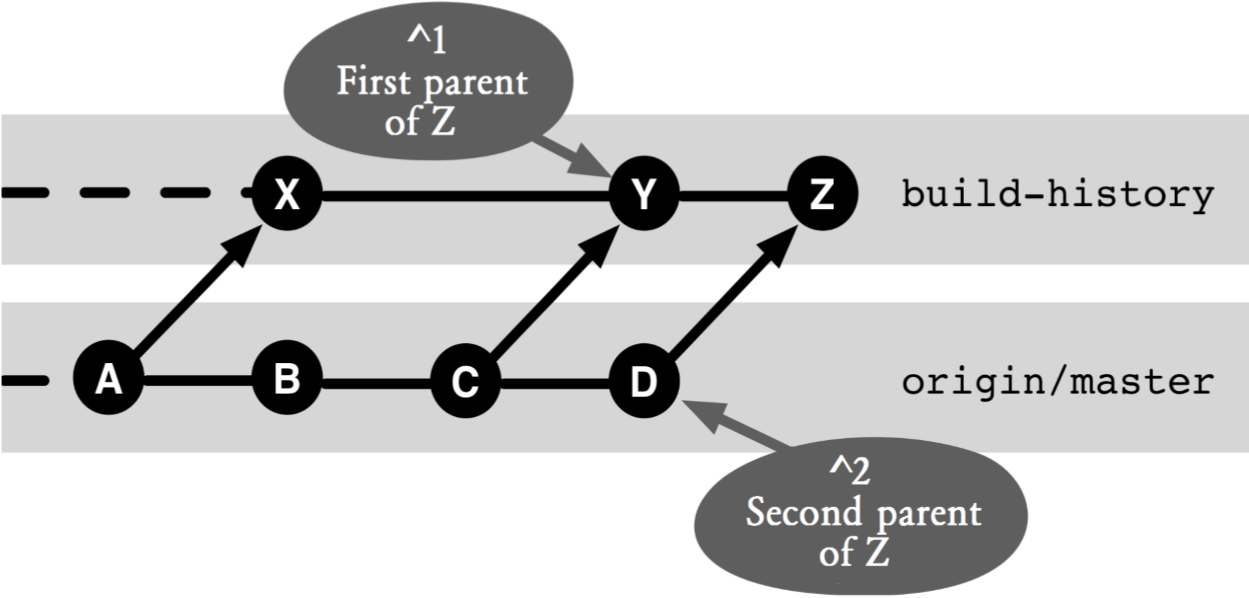 ^1
First parent
of Z
X
Y
Z
build-history
A
B
C
D
origin/master
^2
Second parent
of Z